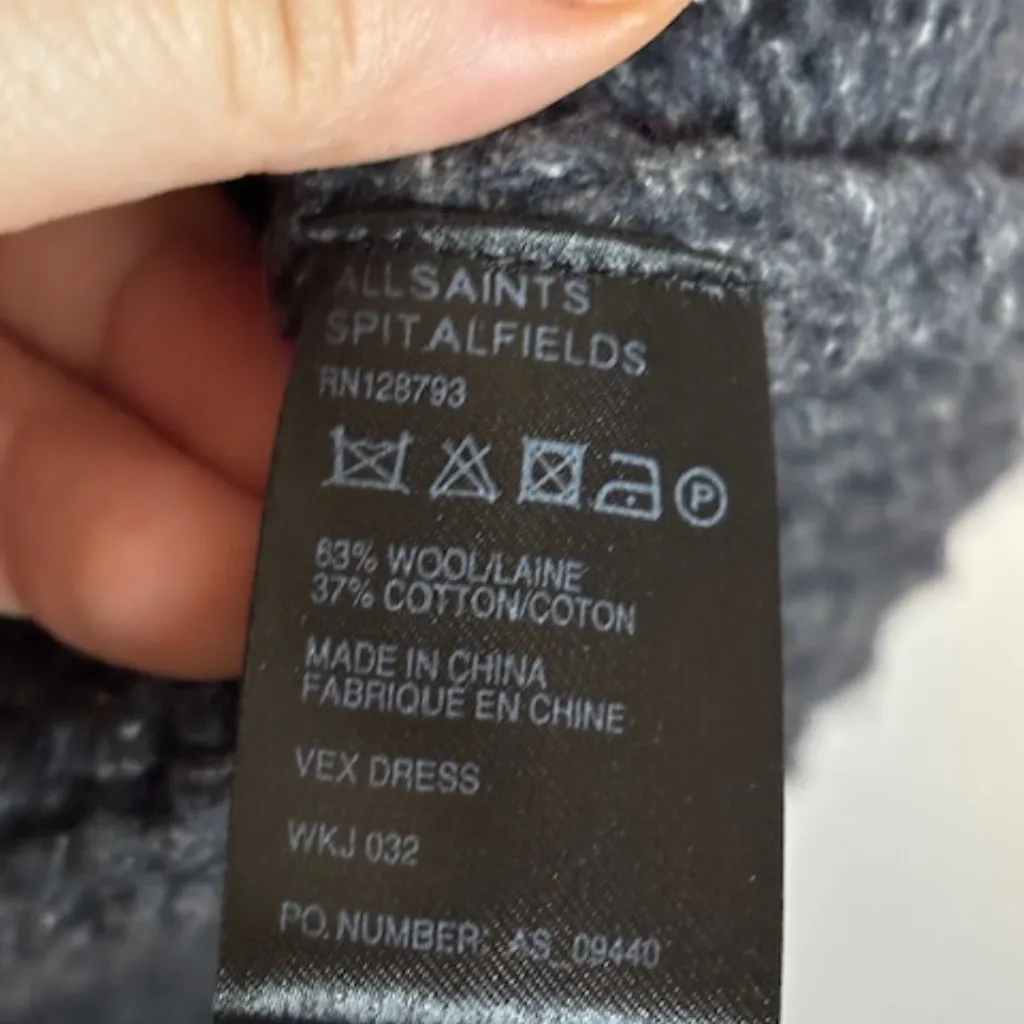 ALLSAINTS
SPITALFIELDS
RN128793
P
63% WOOL/LAINE
37% COTTON/COTON
MADE IN CHINA
FABRIQUE EN CHINE
VEX DRESS
WKJ 032
PO. NUMBER: AS_09440